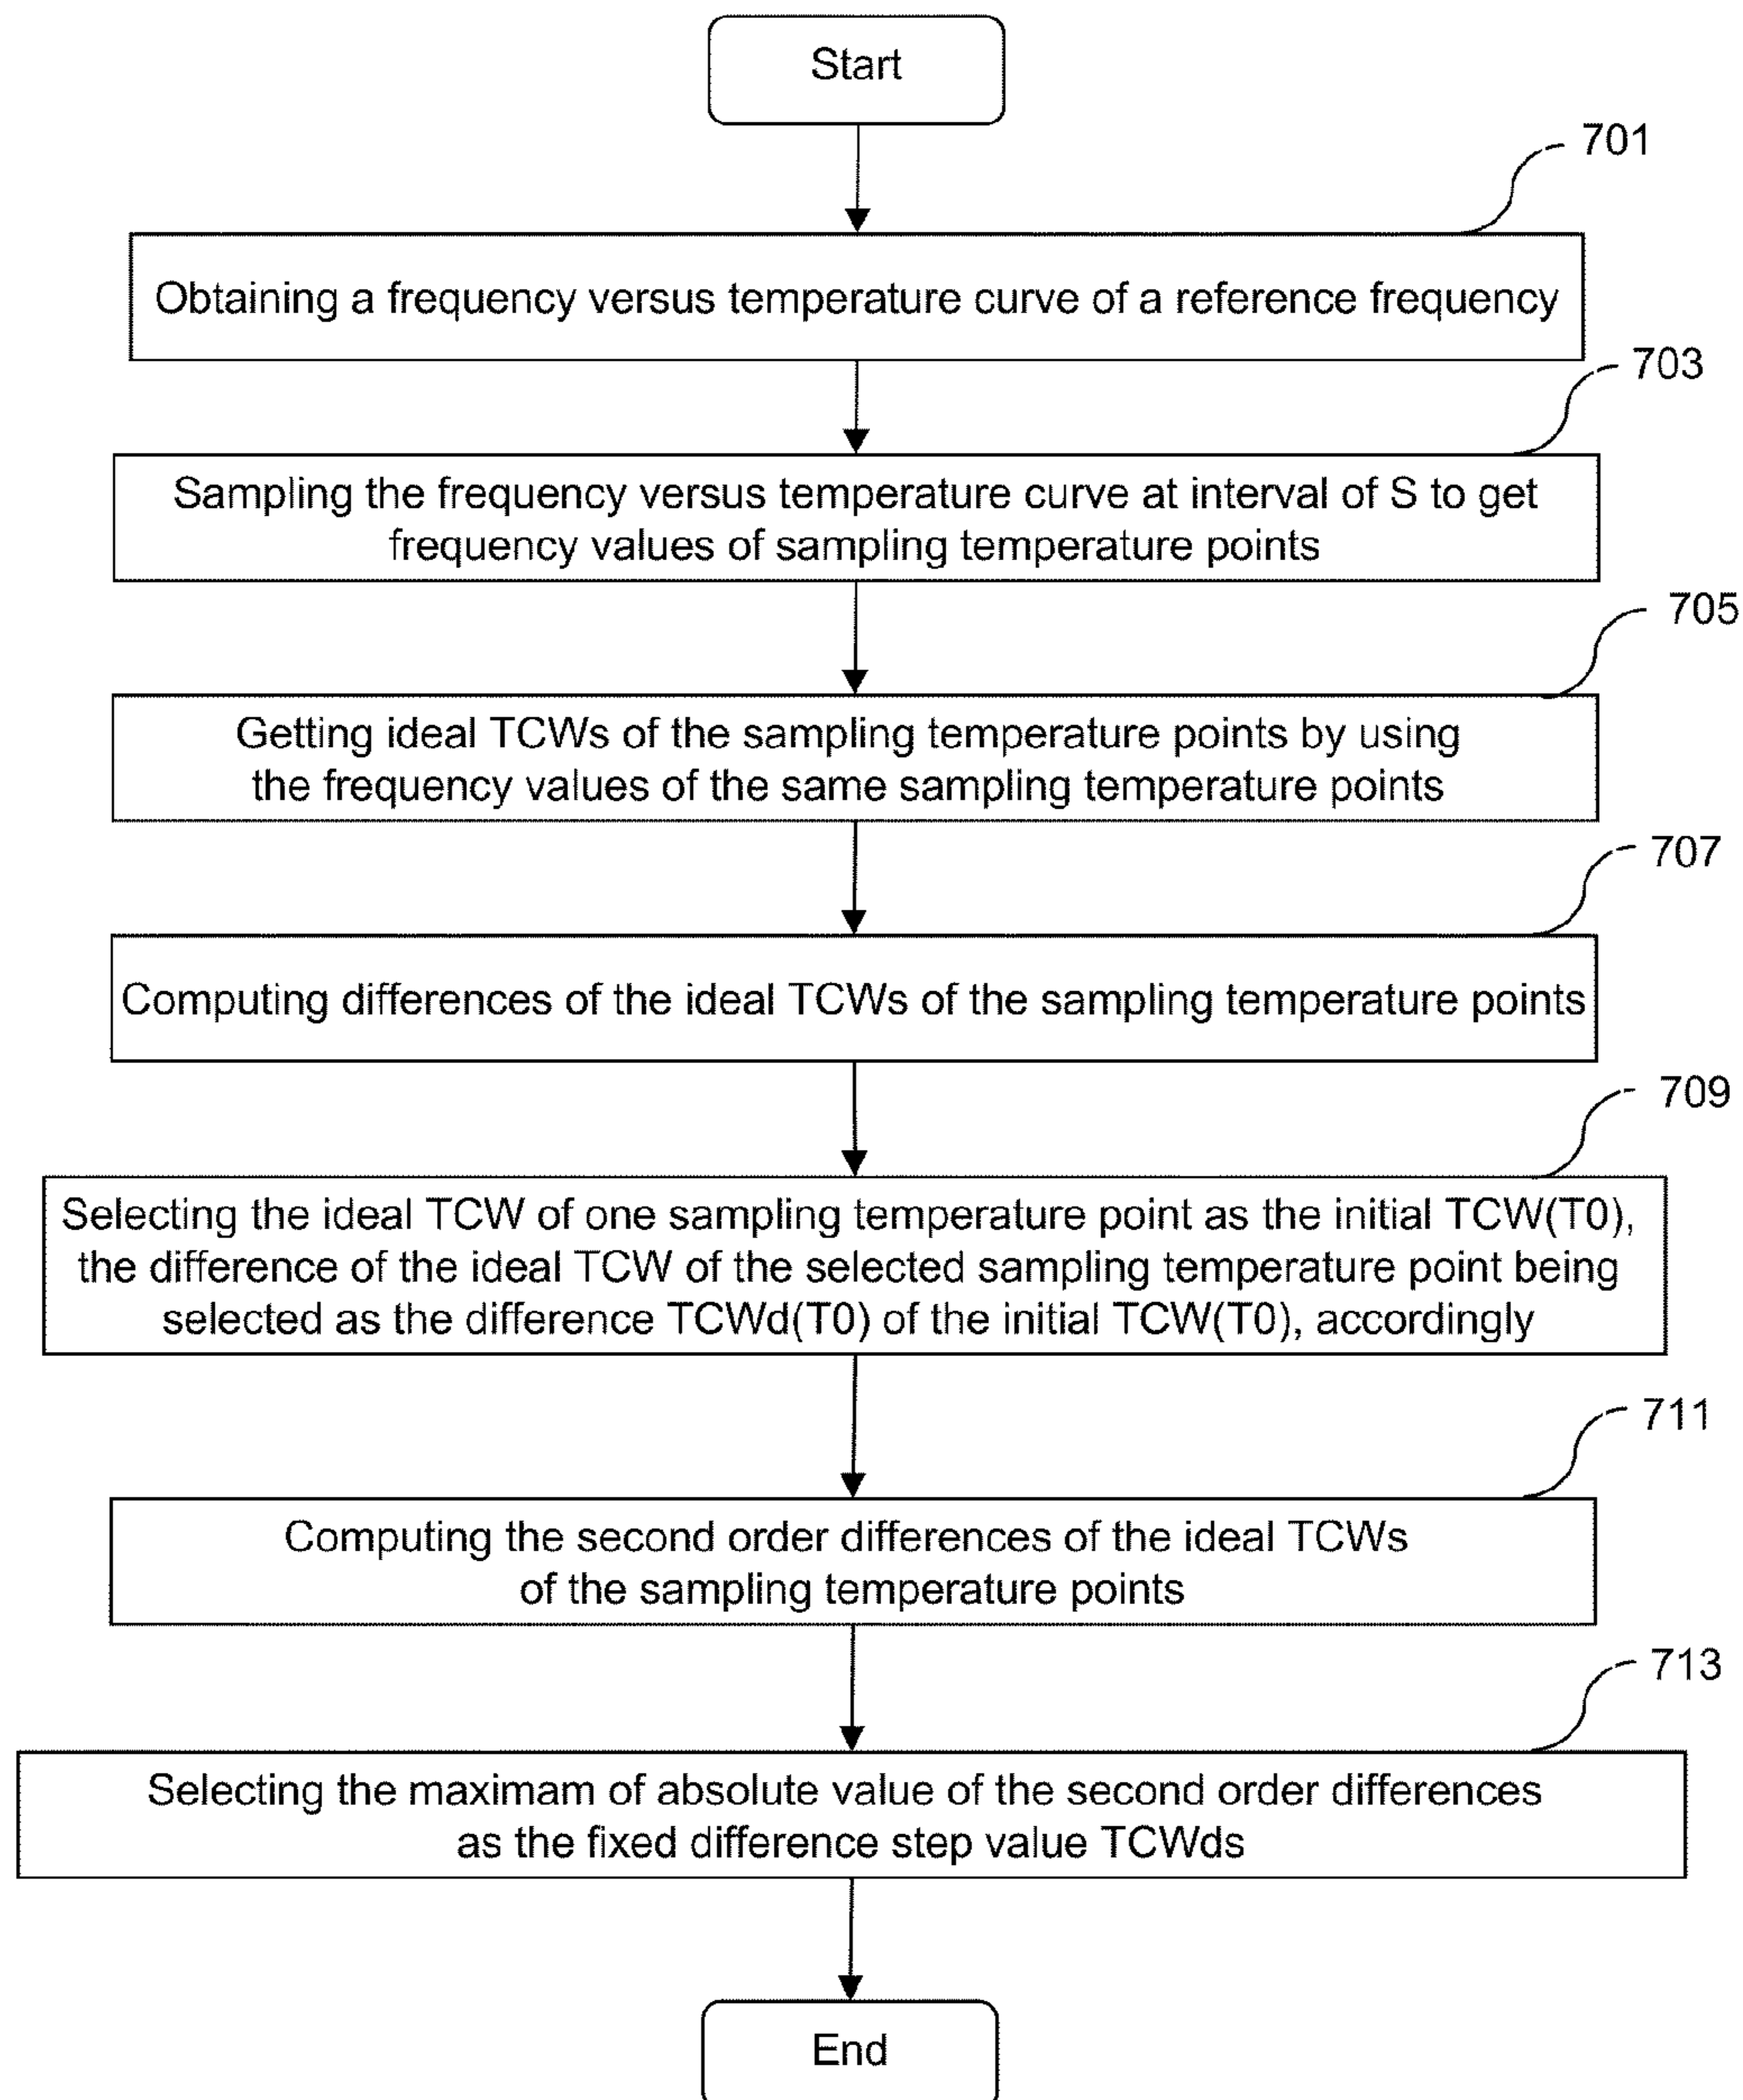 Start
701
Obtaining a frequency versus temperature curve of a reference frequency
703
Sampling the frequency versus temperature curve at interval of S to get
frequency values of sampling temperature points
705
Getting ideal TCWs of the sampling temperature points by using
the frequency values of the same sampling temperature points
707
Computing differences of the ideal TCWs of the sampling temperature points
709
Selecting the ideal TCW of one sampling temperature point as the initial TCW(T0),
the difference of the ideal TCW of the selected sampling temperature point being
selected as the difference TCWd(T0) of the initial TCW(T0), accordingly
711
Computing the second order differences of the ideal TCWs
of the sampling temperature points
713
Selecting the maximam of absolute value of the second order differences
as the fixed difference step value TCWds
End